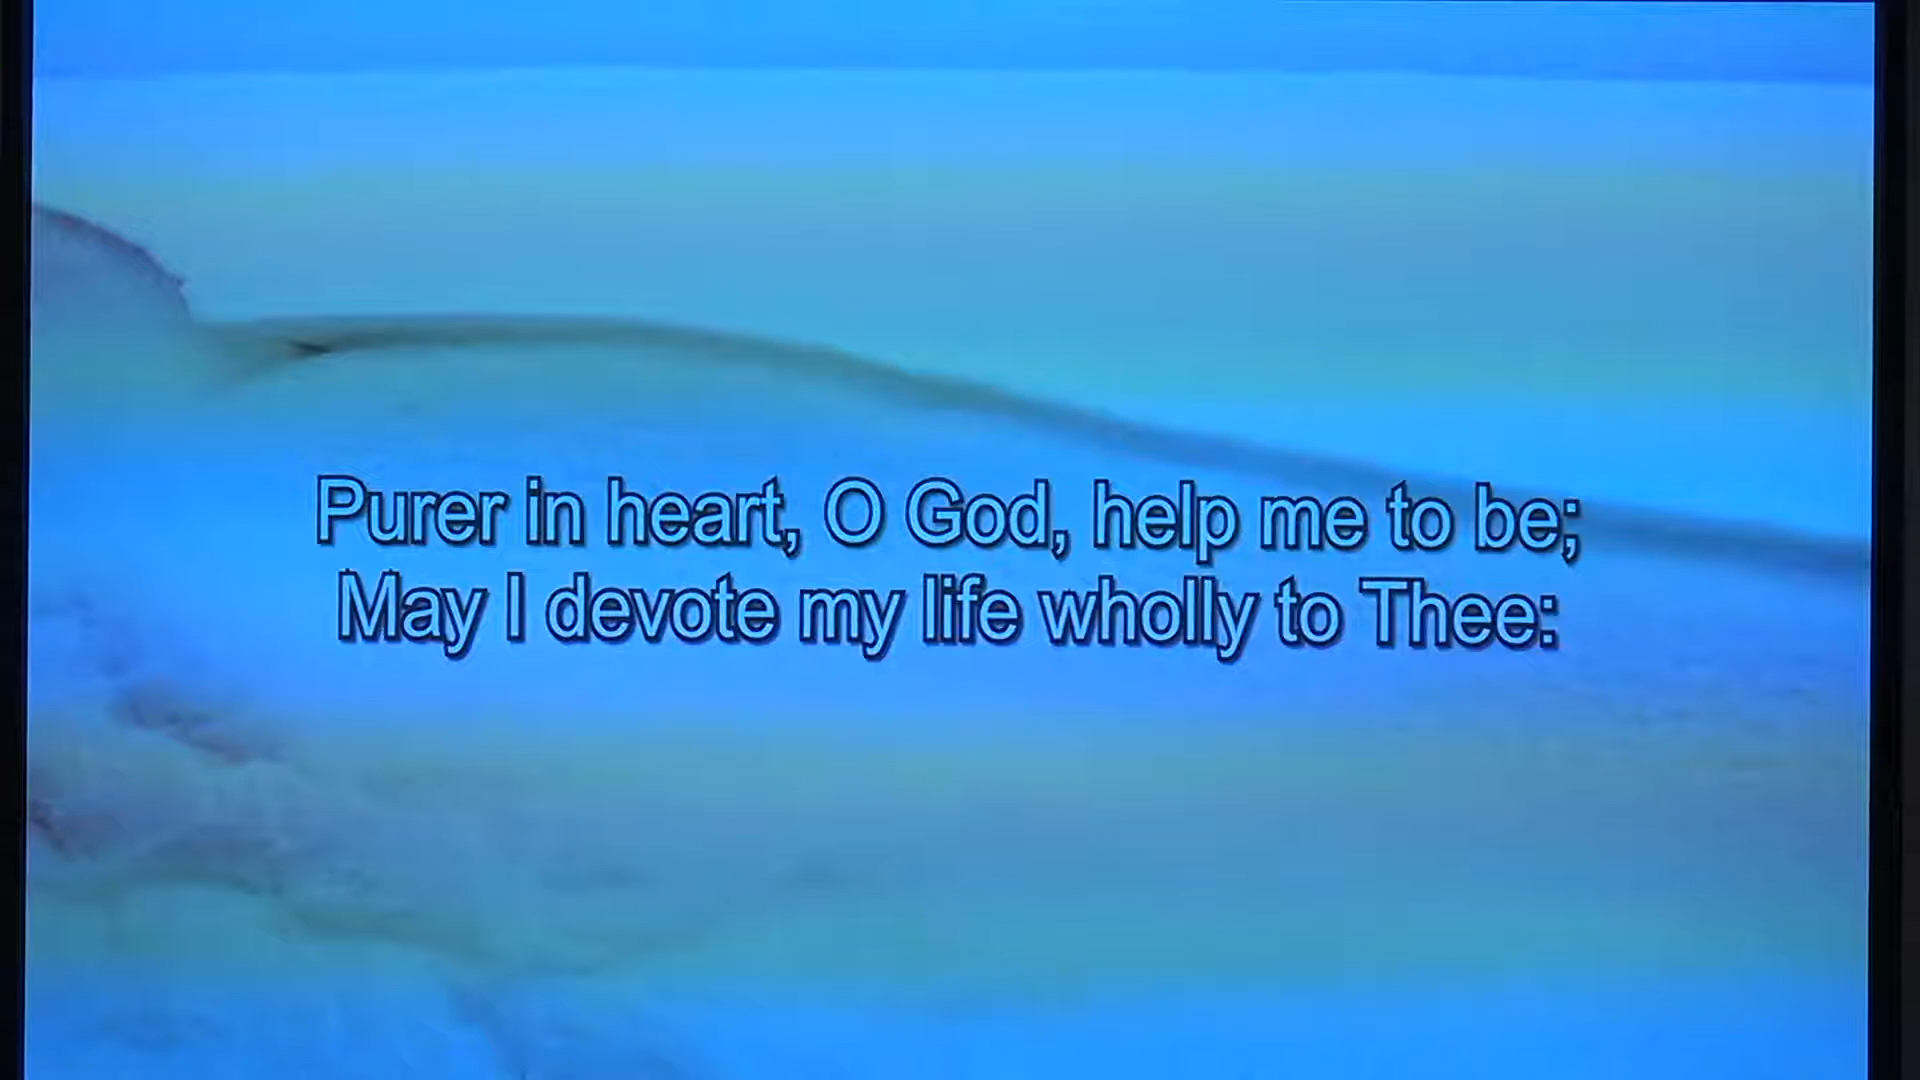 Purer in heart, O God, help me to be;
May I devote my life wholly to Thee: